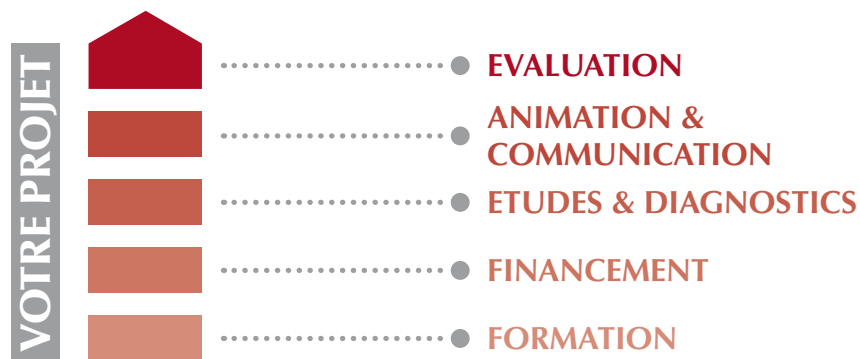 VOTRE PROJET
EVALUATION
ANIMATION &
COMMUNICATION
ETUDES & DIAGNOSTICS
FINANCEMENT
FORMATION